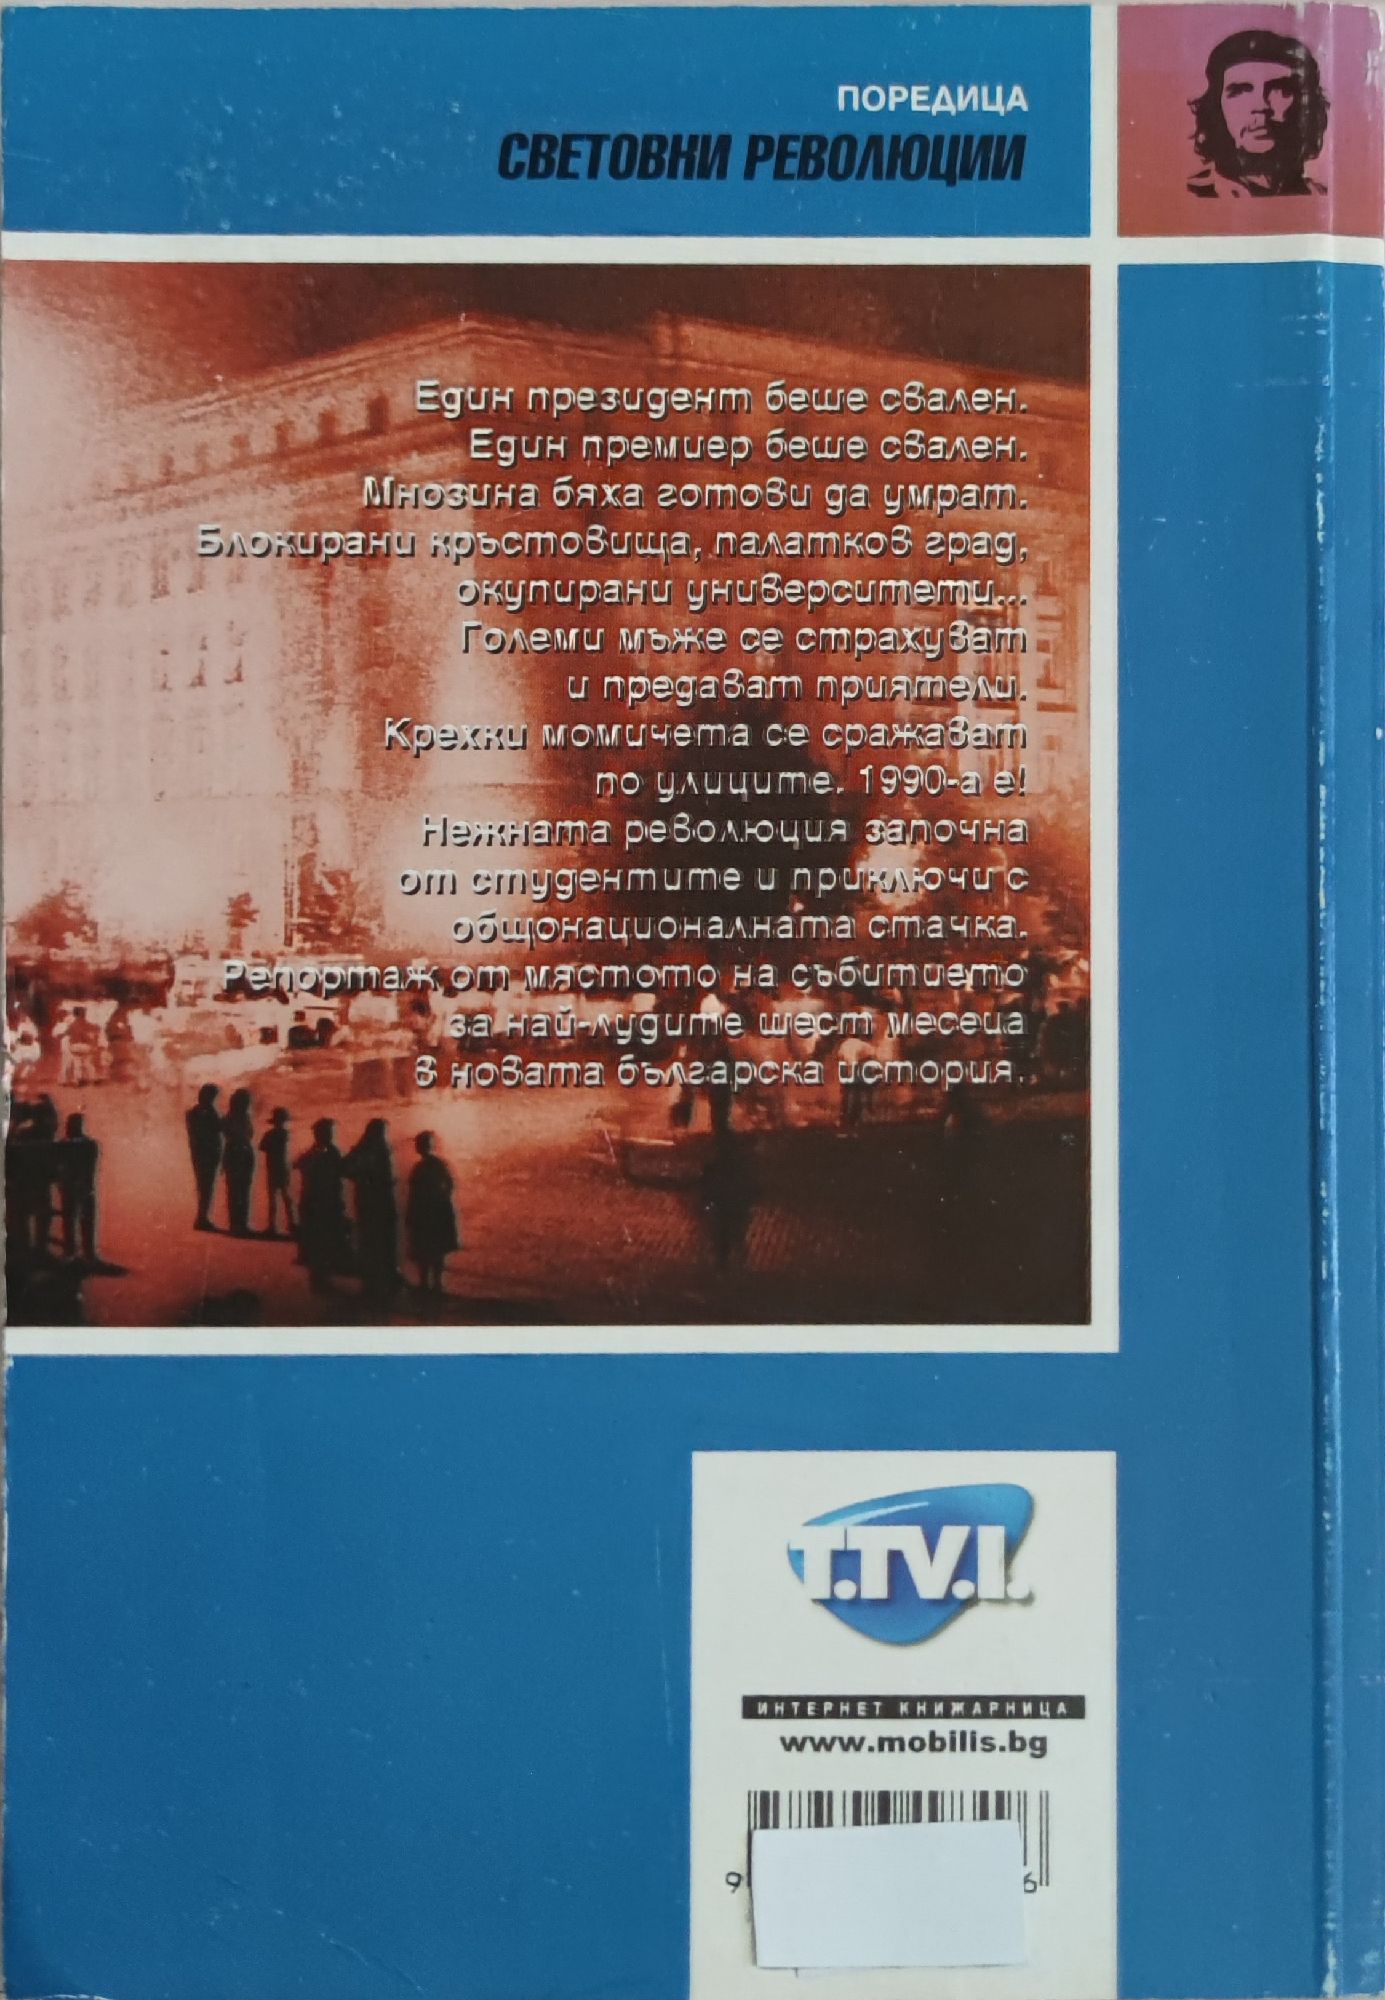 ПОРЕДИЦА
СВЕТОВНИ РЕВОЛЮЦИИ
Един президент беше свален.
Един премиер беше свален.
Мнозина бяха готови да умрат.
Блокирани кръстовища, палатков град,
окупирани университети...
Големи мъже се страхуват
и предават приятели.
Крехки момичета се сражават
по улиците. 1990-а е!
Нежната революция започна
от студентите и приключи с
общонационалната стачка.
Репортаж от мястото на събитието
за най-лудите шест месеца
в новата българска история.
T.TV.I.
ИНТЕРНЕТ КНИЖАРНИЦА
www.mobilis.bg
9 6